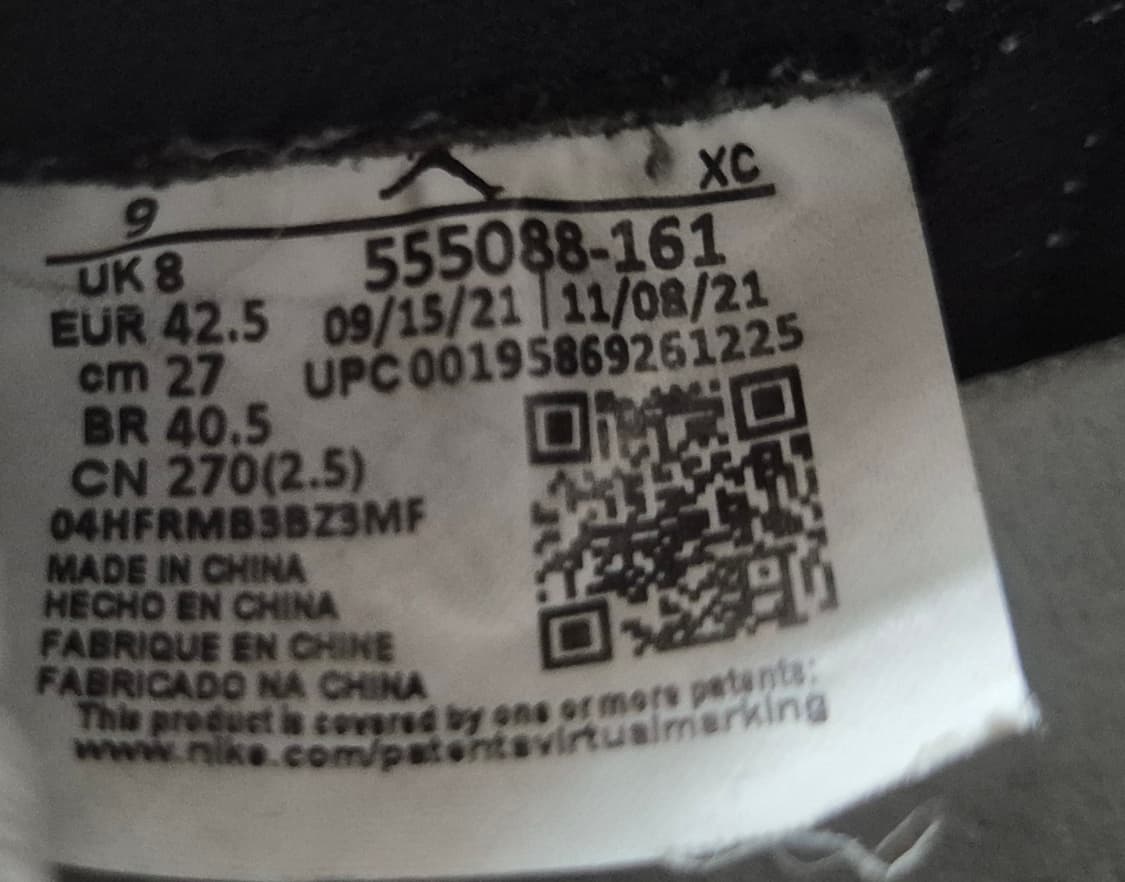 9 XC
UK 8 555088-161
EUR 42.5 09/15/21 | 11/08/21
cm 27 UPC 00195869261225
BR 40.5
CN 270(2.5)
04HFRMB3BZ3MF
MADE IN CHINA
HECHO EN CHINA
FABRIQUE EN CHINE
FABRICADO NA CHINA
This product is covered by one or more patents:
www.nike.com/patentsvirtualmarking